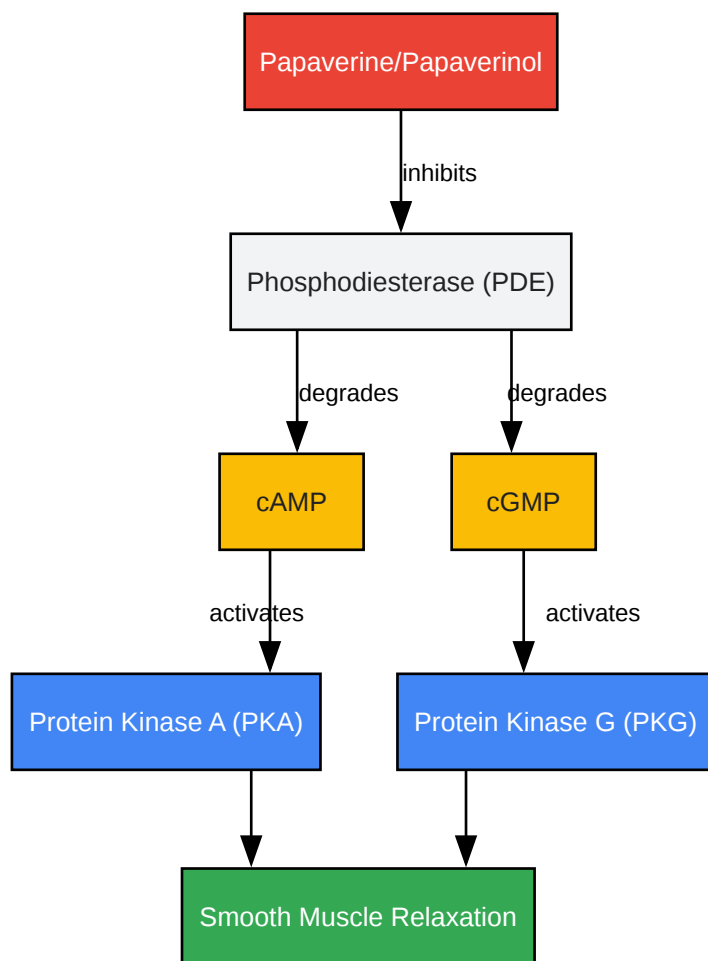 Papaverine/Papaverinol
inhibits
Phosphodiesterase (PDE)
degrades
degrades
cAMP
cGMP
activates
activates
Protein Kinase A (PKA)
Protein Kinase G (PKG)
Smooth Muscle Relaxation